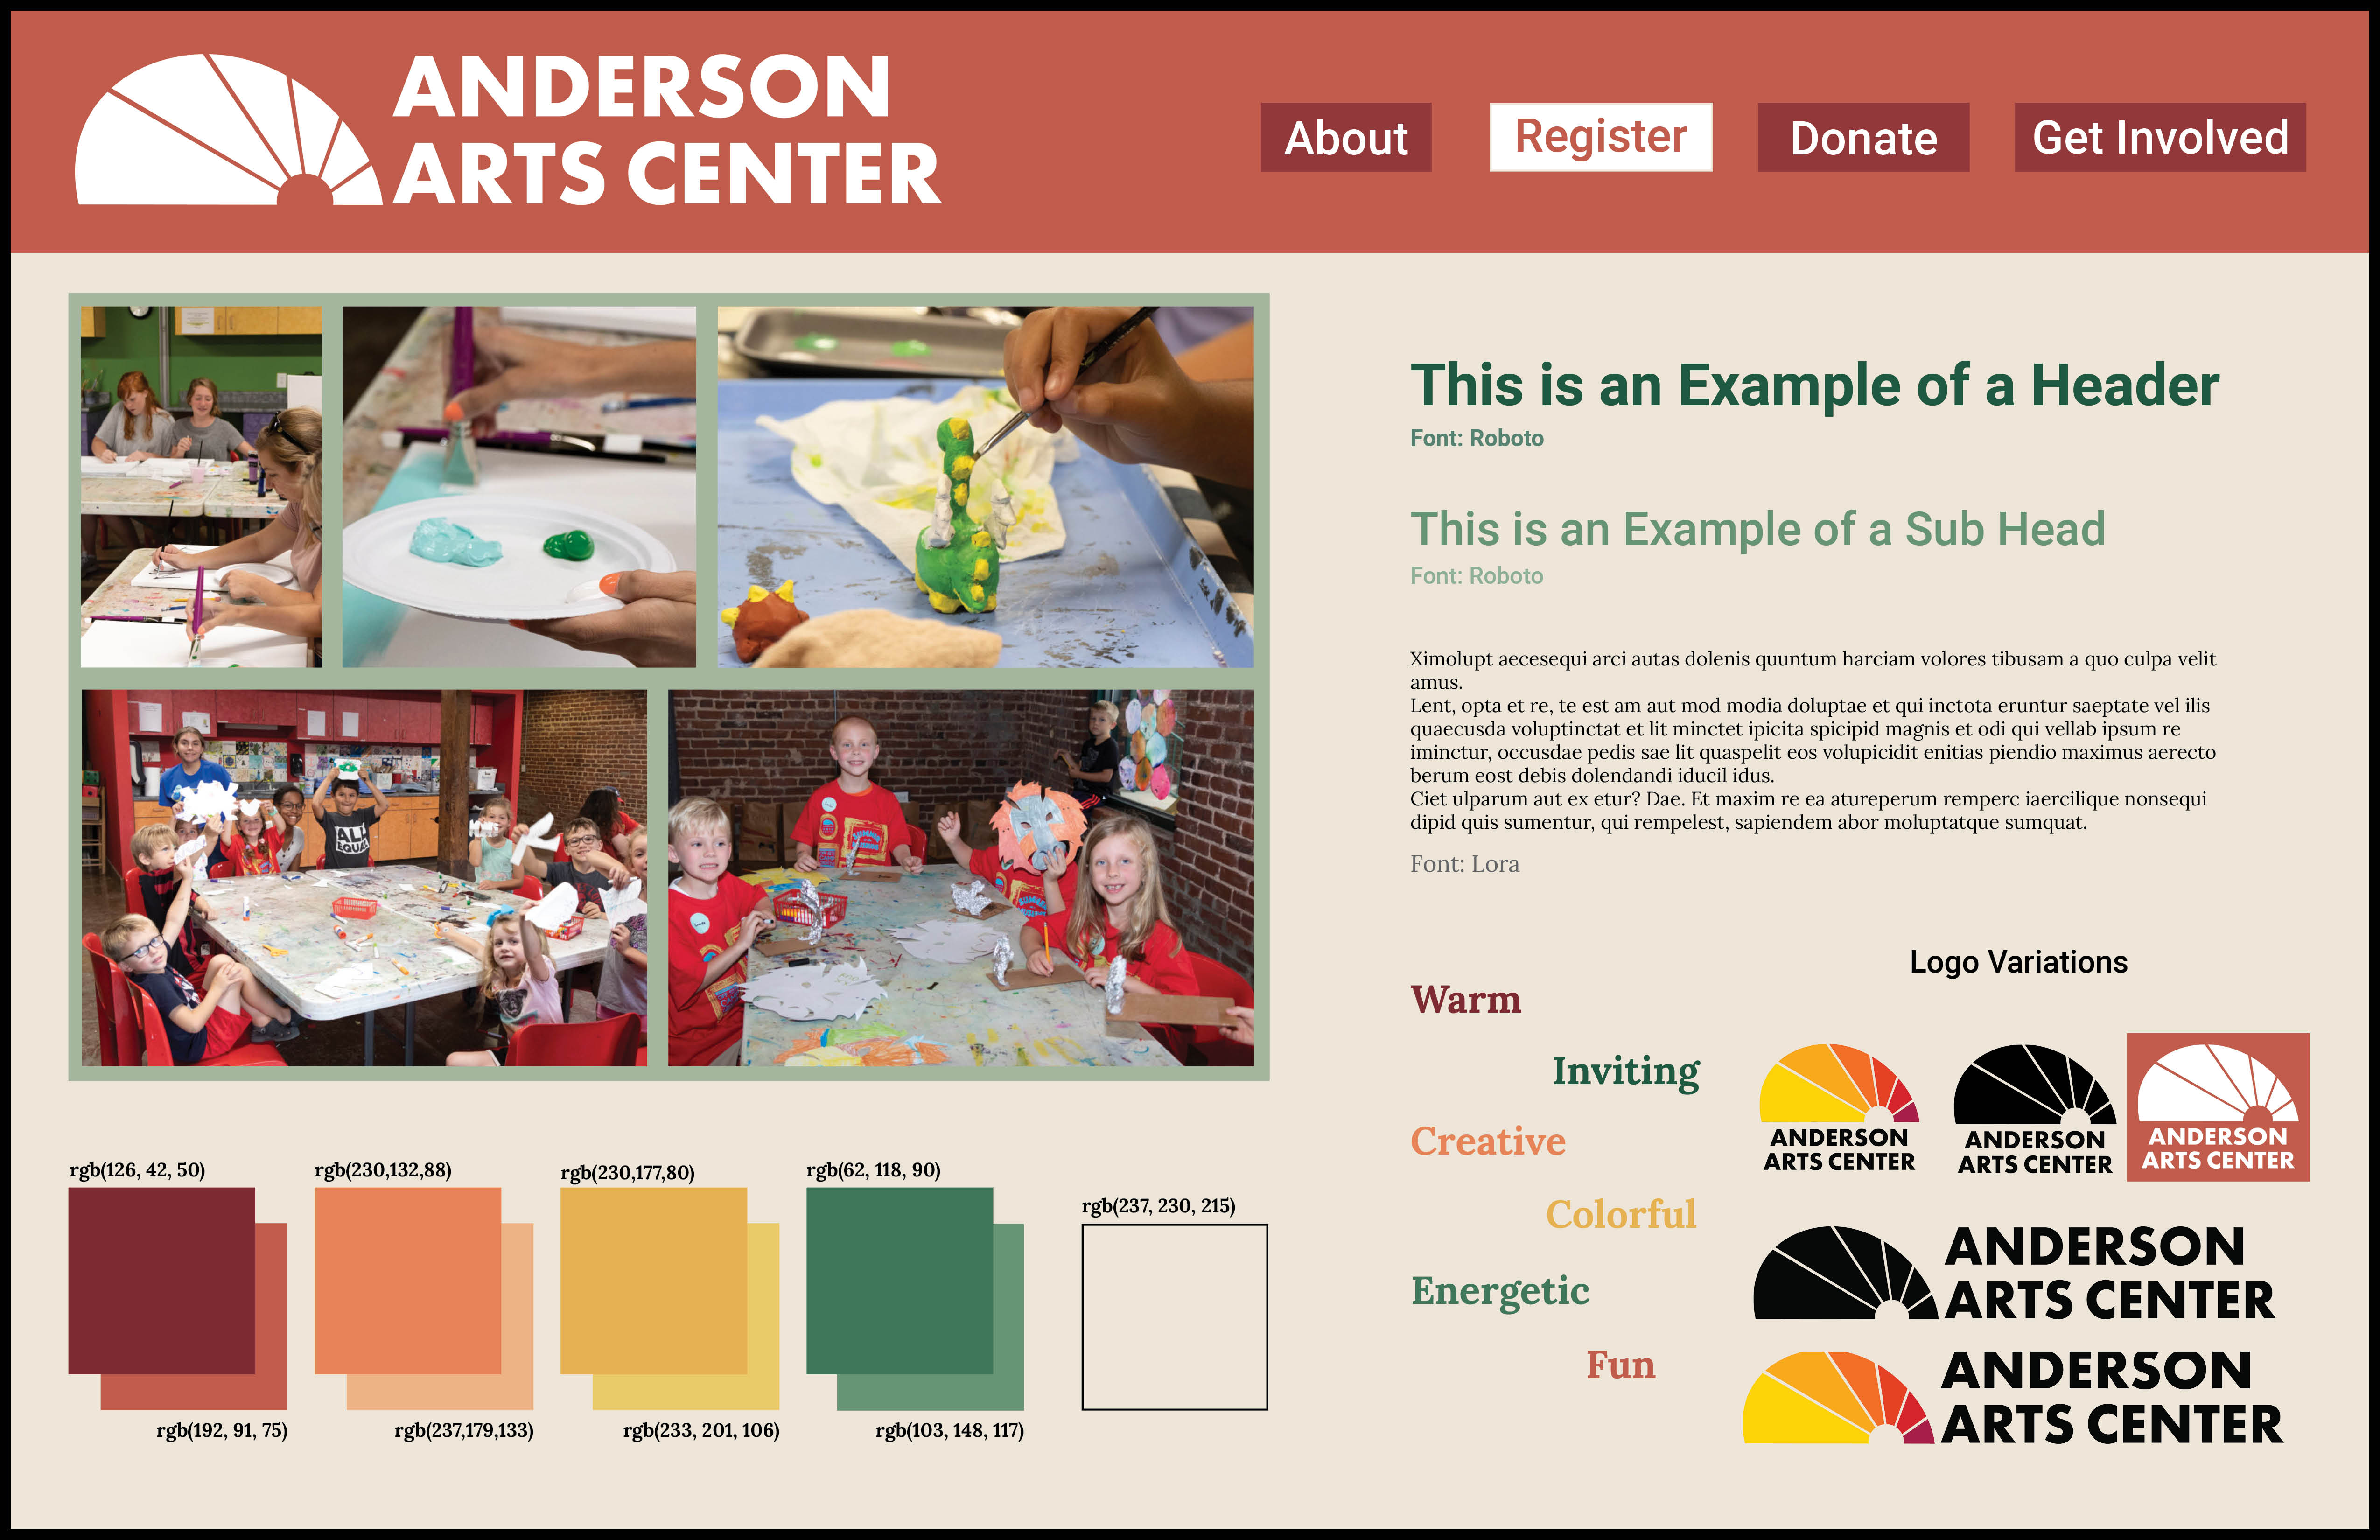 ANDERSON
ARTS CENTER
About
Register
Donate
Get Involved
ALL
EQUAL
This is an Example of a Header
Font: Roboto
This is an Example of a Sub Head
Font: Roboto
Ximolupt aecesequi arci autas dolenis quuntum harciam volores tibusam a quo culpa velit
amus.
Lent, opta et re, te est am aut mod modia doluptae et qui inctota eruntur saeptate vel ilis
quaecusda voluptinctat et lit minctet ipicita spicipid magnis et odi qui vellab ipsum re
iminctur, occusdae pedis sae lit quaspelit eos volupicidit enitias piendio maximus aerecto
berum eost debis dolendandi iducil idus.
Ciet ulparum aut ex etur? Dae. Et maxim re ea atureperum remperc iaercilique nonsequi
dipid quis sumentur, qui rempelest, sapiendem abor moluptatque sumquat.
Font: Lora
Warm
Inviting
Creative
Colorful
Energetic
Fun
Logo Variations
ANDERSON
ARTS CENTER
ANDERSON
ARTS CENTER
ANDERSON
ARTS CENTER
ANDERSON
ARTS CENTER
ANDERSON
ARTS CENTER
rgb(126, 42, 50)
rgb(230,132,88)
rgb(230,177,80)
rgb(62, 118, 90)
rgb(237, 230, 215)
rgb(192, 91, 75)
rgb(237,179,133)
rgb(233, 201, 106)
rgb(103, 148, 117)